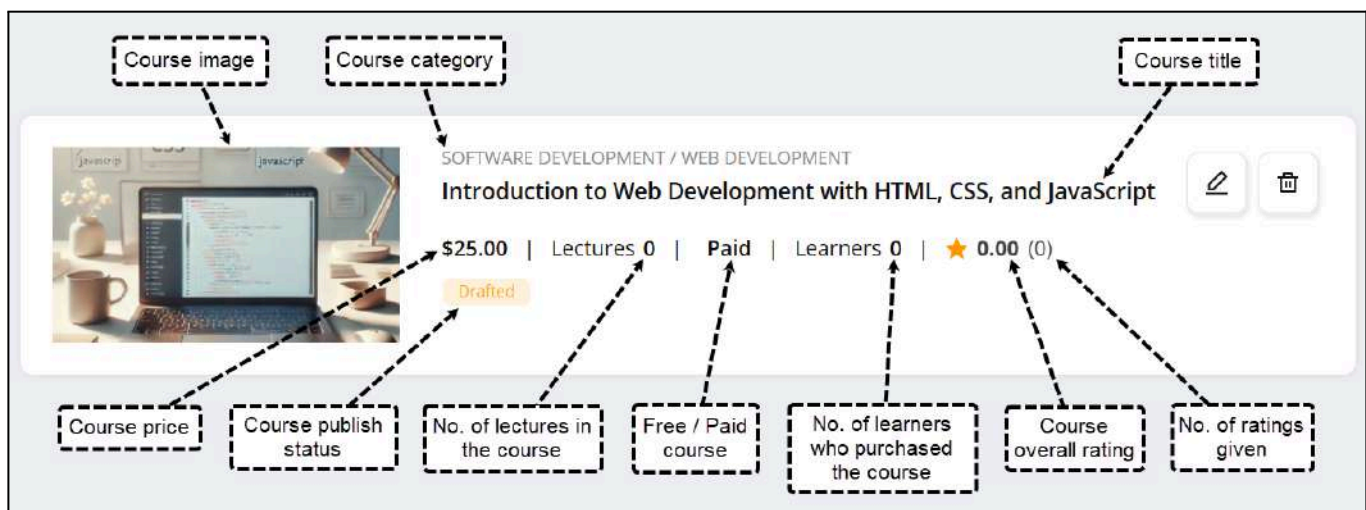 Course image
Course category
Course title
javascrip
CSS
javascript
SOFTWARE DEVELOPMENT / WEB DEVELOPMENT
Introduction to Web Development with HTML, CSS, and JavaScript
$25.00 | Lectures 0 | Paid | Learners 0 | 0.00 (0)
Drafted
Course price
Course publish
status
No. of lectures in
the course
Free / Paid
course
No. of learners
who purchased
the course
Course
overall rating
No. of ratings
given